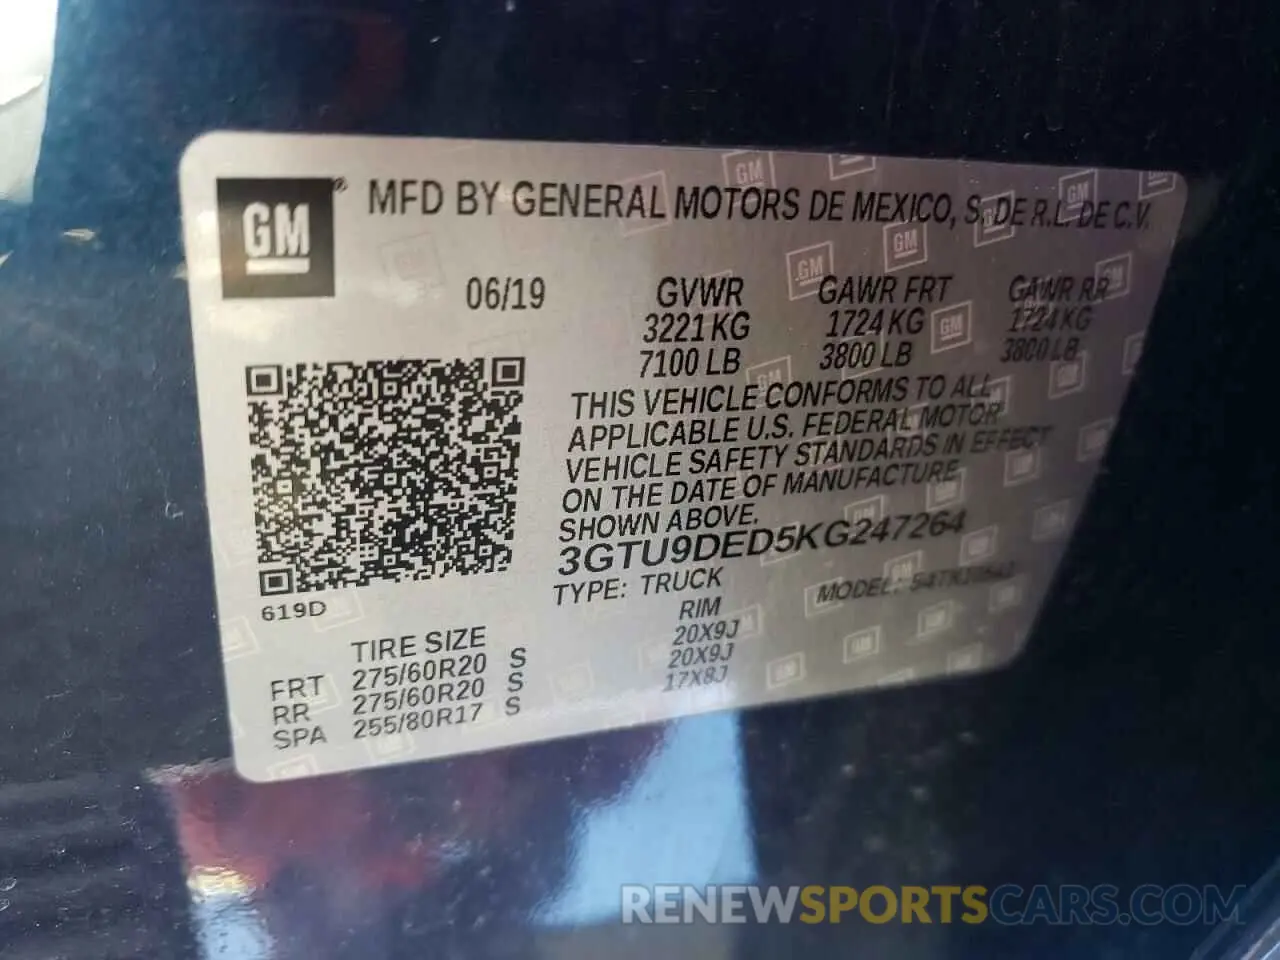 GM® MFD BY GENERAL MOTORS DE MEXICO, S. DE R.L. DE C.V.
06/19 GVWR GAWR FRT GAWR RR
3221 KG 1724 KG 1724 KG
7100 LB 3800 LB 3800 LB
THIS VEHICLE CONFORMS TO ALL
APPLICABLE U.S. FEDERAL MOTOR
VEHICLE SAFETY STANDARDS IN EFFECT
ON THE DATE OF MANUFACTURE
SHOWN ABOVE.
3GTU9DED5KG247264
619D
TYPE: TRUCK MODEL:
TIRE SIZE RIM
FRT 275/60R20 S 20X9J
RR 275/60R20 S 20X9J
SPA 255/80R17 S 17X8J
RENEWSPORTSCARS.COM